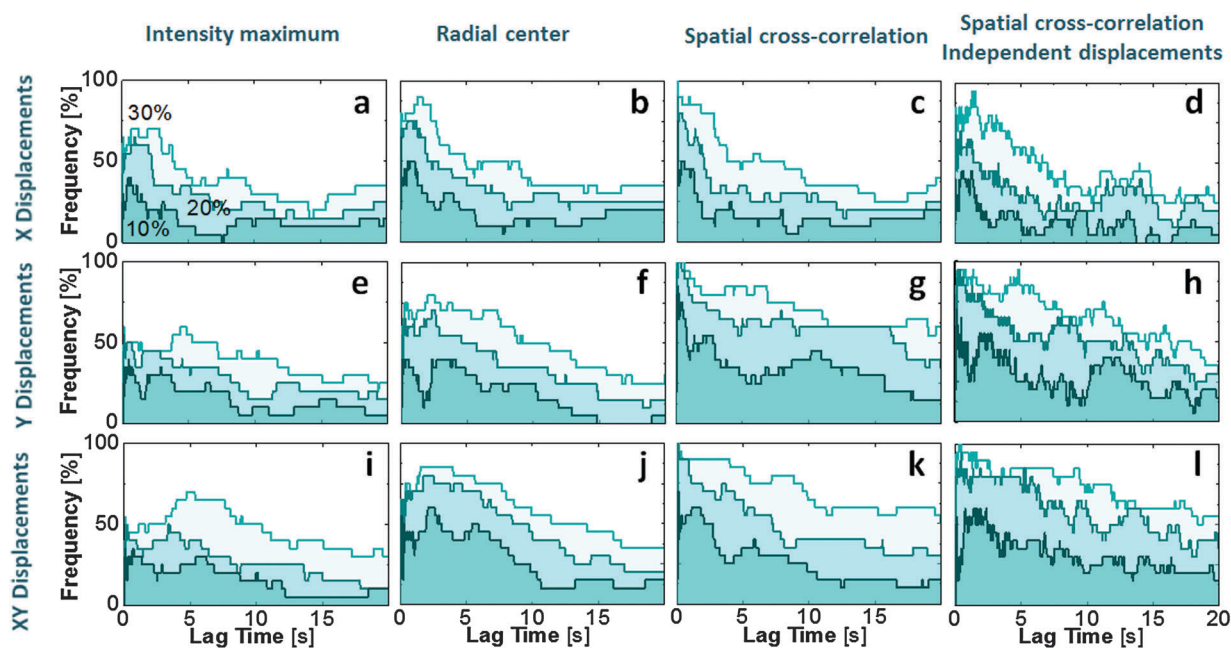 Intensity maximum
Radial center
Spatial cross-correlation
Spatial cross-correlation
Independent displacements
X Displacements
Frequency [%]
100
50
0
30%
20%
10%
a
b
c
d
Y Displacements
Frequency [%]
100
50
0
e
f
g
h
XY Displacements
Frequency [%]
100
50
0
i
j
k
l
0 5 10 15
0 5 10 15
0 5 10 15
0 5 10 15 20
Lag Time [s]
Lag Time [s]
Lag Time [s]
Lag Time [s]